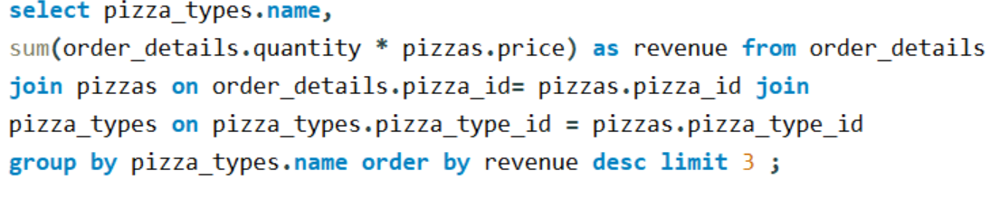 select pizza_types.name,
sum(order_details.quantity * pizzas.price) as revenue from order_details
join pizzas on order_details.pizza_id= pizzas.pizza_id join
pizza_types on pizza_types.pizza_type_id = pizzas.pizza_type_id
group by pizza_types.name order by revenue desc limit 3 ;